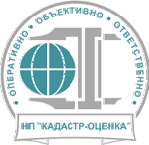 ОПЕРАТИВНО • ОБЪЕКТИВНО • ОТВЕТСТВЕННО
НП "КАДАСТР-ОЦЕНКА"